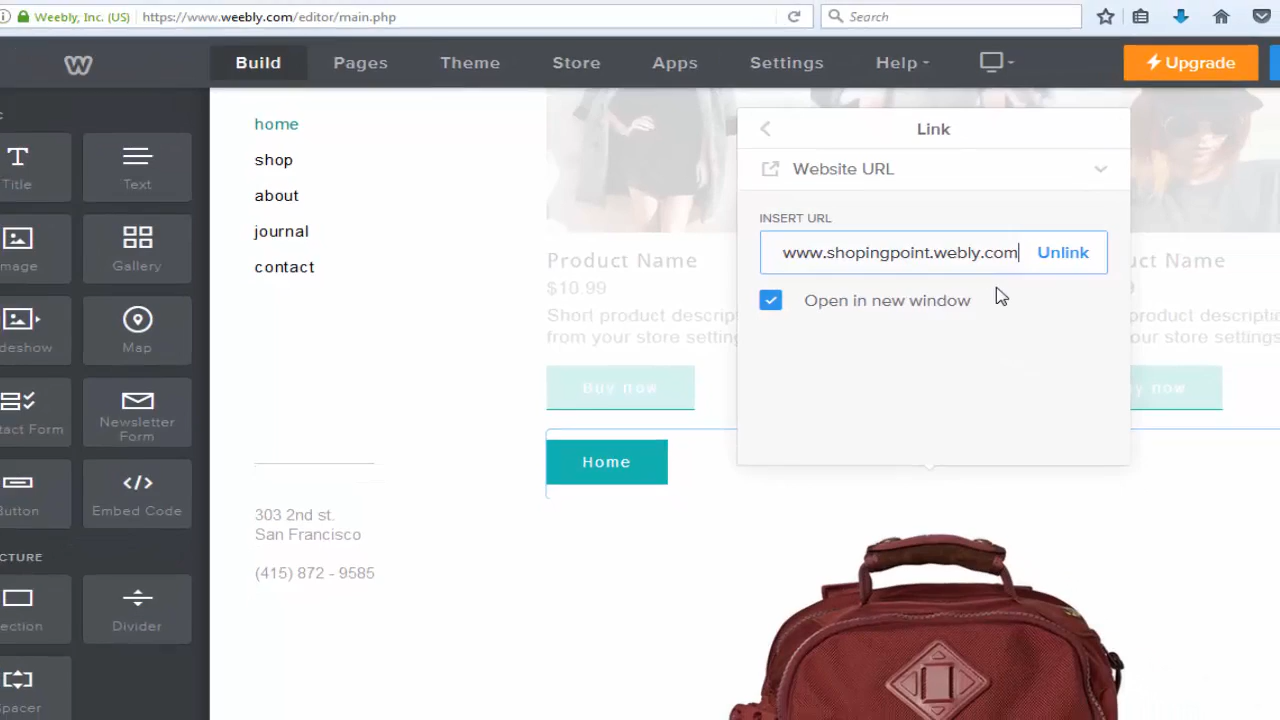 Weebly, Inc. (US)
https://www.weebly.com/editor/main.php
Search
Build
Pages
Theme
Store
Apps
Settings
Help
Upgrade
Title
Text
Gallery
Map
Newsletter
Form
Embed Code
Divider
home
shop
about
journal
contact
303 2nd st.
San Francisco
(415) 872 - 9585
Link
Website URL
INSERT URL
www.shopingpoint.webly.com
Unlink
Open in new window
Product Name
$10.99
Short product descript
from your store setting
Buy now
Home